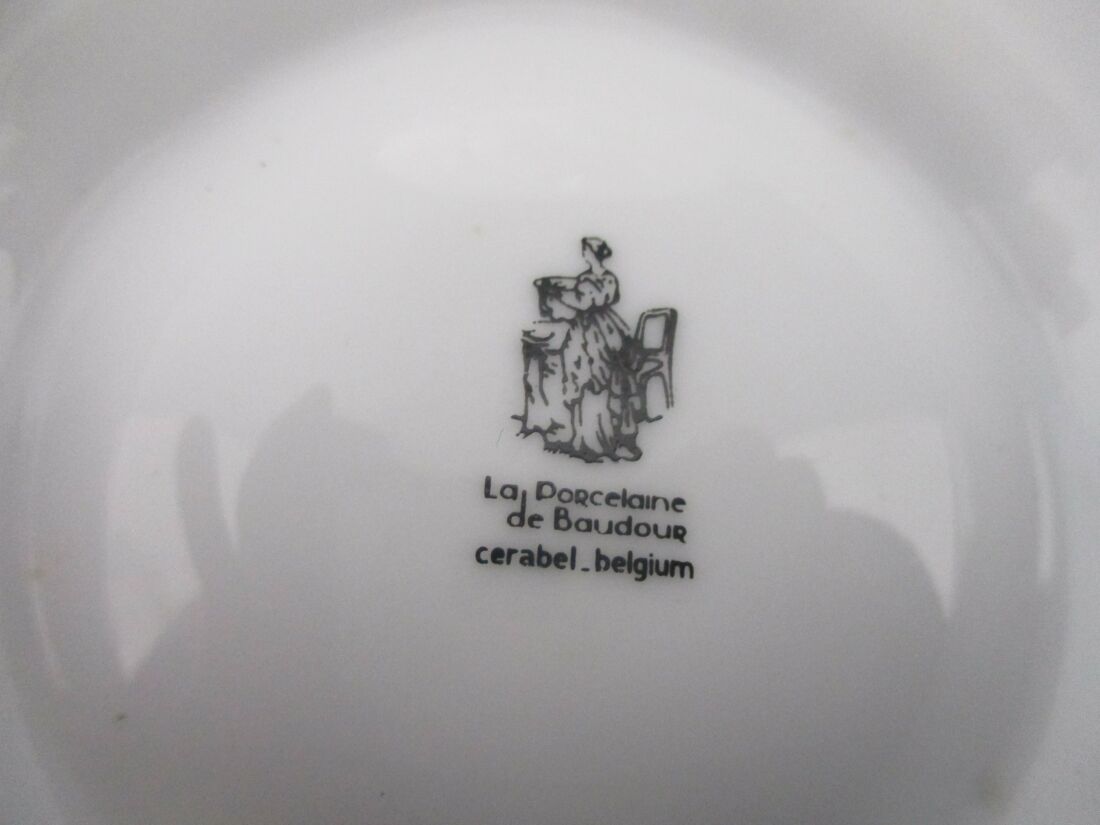 La Porcelaine
de Baudour
cerabel_belgium